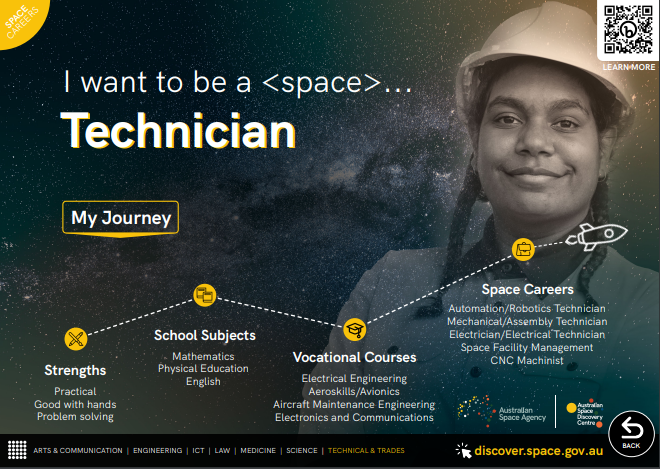 SPACE
CAREERS
LEARN MORE
I want to be a <space>...
Technician
My Journey
Strengths
Practical
Good with hands
Problem solving
School Subjects
Mathematics
Physical Education
English
Vocational Courses
Electrical Engineering
Aeroskills/Avionics
Aircraft Maintenance Engineering
Electronics and Communications
Space Careers
Automation/Robotics Technician
Mechanical/Assembly Technician
Electrician/Electrical Technician
Space Facility Management
CNC Machinist
Australian
Space Agency
Australian
Space
Discovery
Centre
ARTS & COMMUNICATION | ENGINEERING | ICT | LAW | MEDICINE | SCIENCE | TECHNICAL & TRADES
discover.space.gov.au
BACK